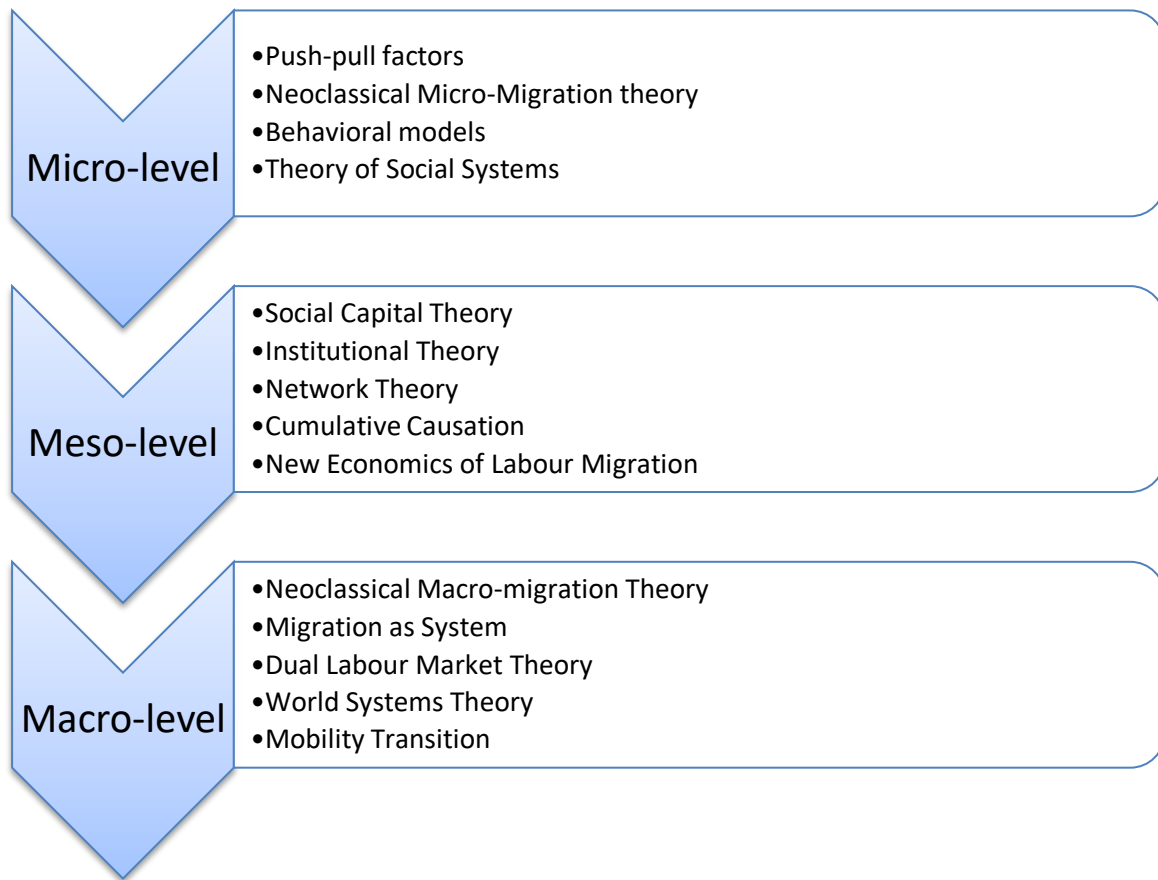 Micro-level
•Push-pull factors
•Neoclassical Micro-Migration theory
•Behavioral models
•Theory of Social Systems
Meso-level
•Social Capital Theory
•Institutional Theory
•Network Theory
•Cumulative Causation
•New Economics of Labour Migration
Macro-level
•Neoclassical Macro-migration Theory
•Migration as System
•Dual Labour Market Theory
•World Systems Theory
•Mobility Transition